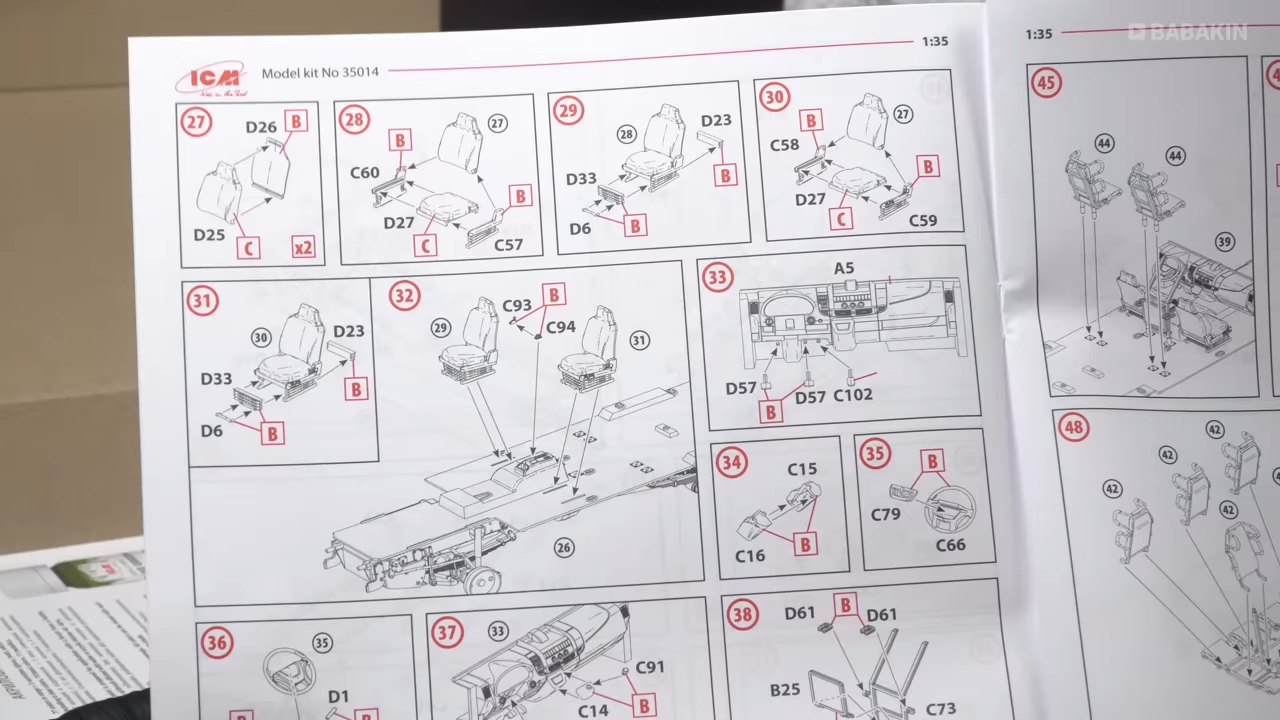 BABAKIN
ICM
Model kit No 35014
1:35
1:35
27
D26
B
D25
C
x2
28
27
B
C60
B
D27
C
C57
29
28
D23
D33
B
D6
B
30
27
B
C58
B
D27
C
C59
31
30
D23
D33
B
D6
B
32
29
C93
B
C94
31
26
33
A5
D57
B
D57
C102
34
C15
C16
B
35
B
C79
C66
36
35
D1
B
B
37
33
C91
C14
B
38
D61
B
D61
B25
C73
45
44
44
39
48
42
42
42
42